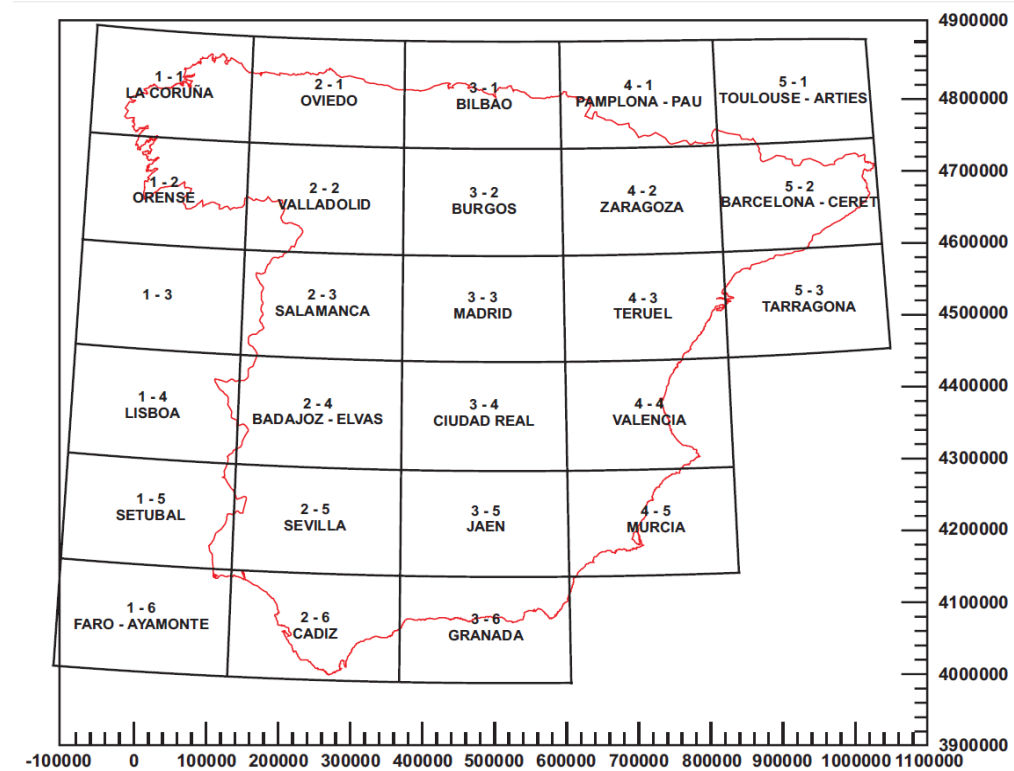 4900000
1 - 1
LA CORUÑA
2 - 1
OVIEDO
3 - 1
BILBAO
4 - 1
PAMPLONA - PAU
5 - 1
TOULOUSE - ARTIES
4800000
4700000
1 - 2
ORENSE
2 - 2
VALLADOLID
3 - 2
BURGOS
4 - 2
ZARAGOZA
5 - 2
BARCELONA - CERET
4600000
1 - 3
2 - 3
SALAMANCA
3 - 3
MADRID
4 - 3
TERUEL
5 - 3
TARRAGONA
4500000
4400000
1 - 4
LISBOA
2 - 4
BADAJOZ - ELVAS
3 - 4
CIUDAD REAL
4 - 4
VALENCIA
4300000
1 - 5
SETUBAL
2 - 5
SEVILLA
3 - 5
JAEN
4 - 5
MURCIA
4200000
4100000
1 - 6
FARO - AYAMONTE
2 - 6
CADIZ
3 - 6
GRANADA
4000000
3900000
-100000 0 100000 200000 300000 400000 500000 600000 700000 800000 900000 1000000 1100000